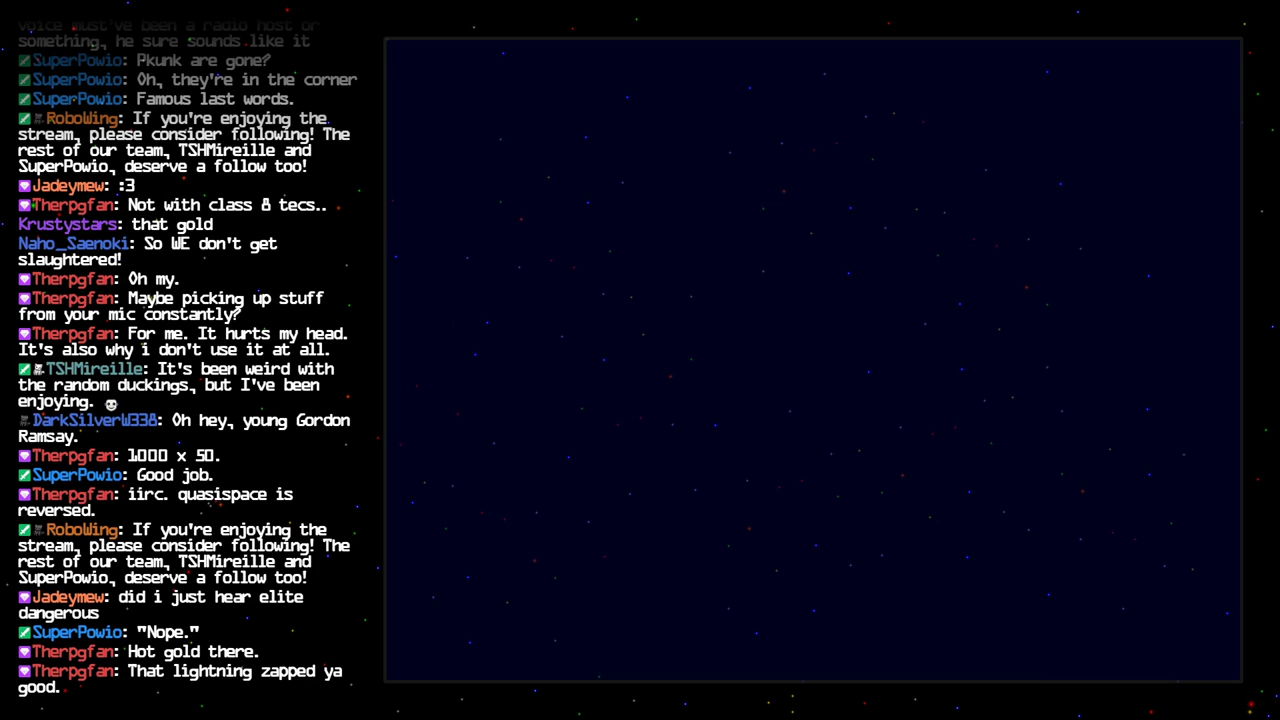 voice must've been a radio host or
something, he sure sounds like it
SuperPowio: Pkunk are gone?
SuperPowio: Oh, they're in the corner
SuperPowio: Famous last words.
RoboWing: If you're enjoying the
stream, please consider following! The
rest of our team, TSHMireille and
SuperPowio, deserve a follow too!
Jadeymew: :3
Therpgfan: Not with class 8 tecs..
Krustystars: that gold
Naho_Saenoki: So WE don't get
slaughtered!
Therpgfan: Oh my.
Therpgfan: Maybe picking up stuff
from your mic constantly?
Therpgfan: For me. It hurts my head.
It's also why i don't use it at all.
TSHMireille: It's been weird with
the random duckings, but I've been
enjoying.
DarkSilverW338: Oh hey, young Gordon
Ramsay.
Therpgfan: 1000 x 50.
SuperPowio: Good job.
Therpgfan: iirc. quasispace is
reversed.
RoboWing: If you're enjoying the
stream, please consider following! The
rest of our team, TSHMireille and
SuperPowio, deserve a follow too!
Jadeymew: did i just hear elite
dangerous
SuperPowio: "Nope."
Therpgfan: Hot gold there.
Therpgfan: That lightning zapped ya
good.